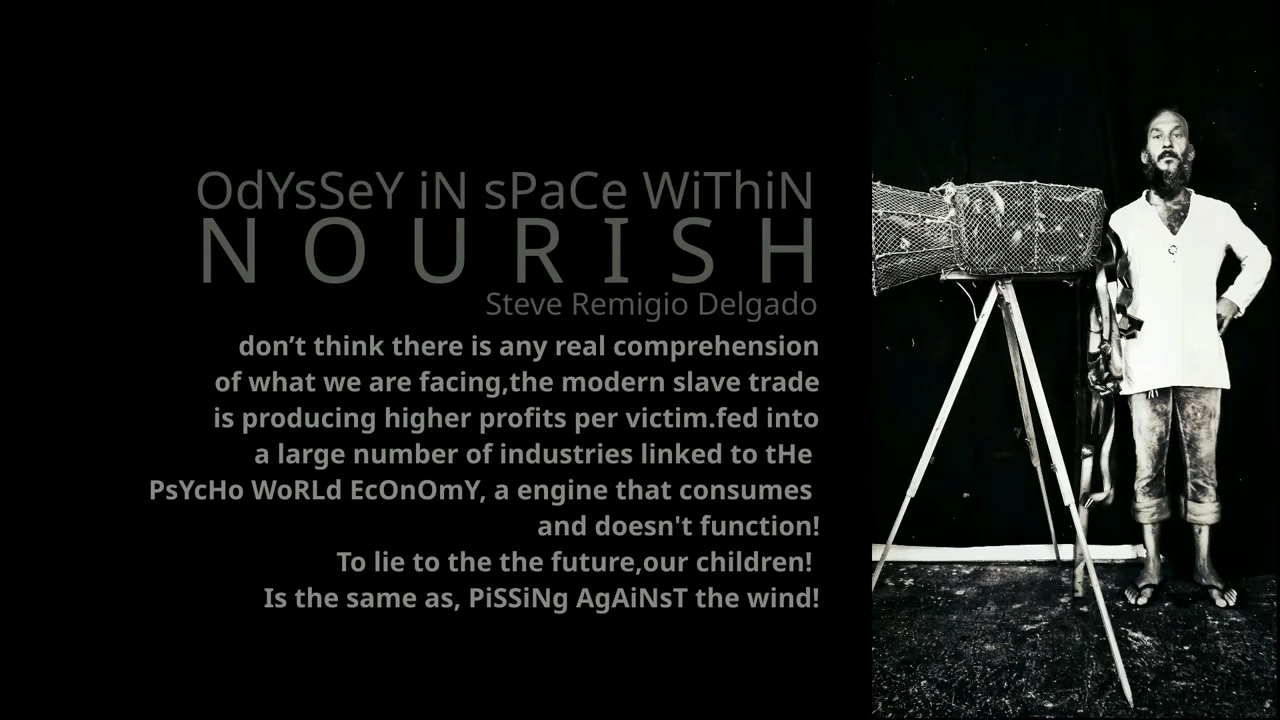 OdYsSeY iN sPaCe WiThiN
NOURISH
Steve Remigio Delgado
don’t think there is any real comprehension
of what we are facing,the modern slave trade
is producing higher profits per victim.fed into
a large number of industries linked to tHe
PsYcHo WoRLd EcOnOmY, a engine that consumes
and doesn't function!
To lie to the the future,our children!
Is the same as, PiSSiNg AgAiNsT the wind!